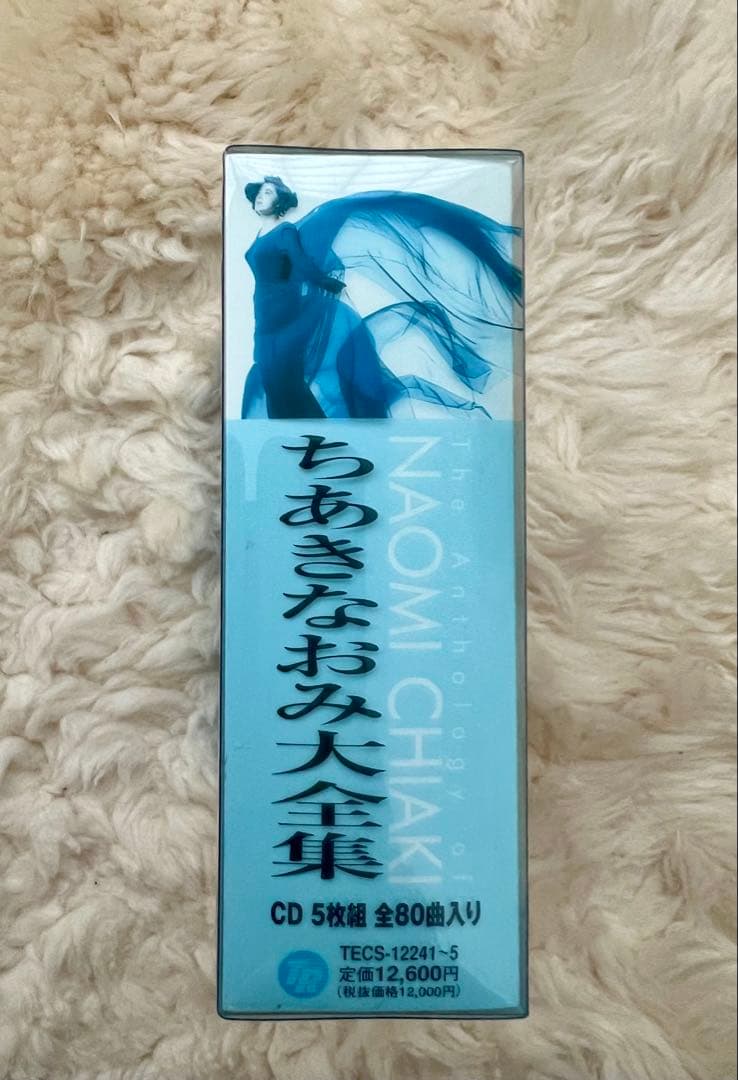 ちあきなおみ大全集
The Anthology of
NAOMI CHIAKI
CD 5枚組 全80曲入り
TECS-12241~5
定価12,600円
(税抜価格12,000円)
TR